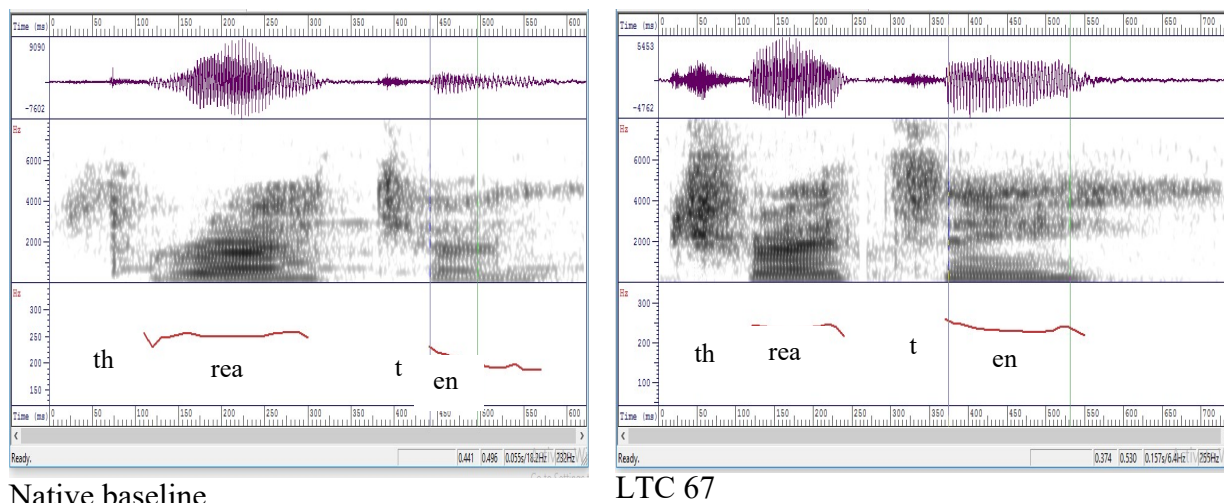 Time (ms) 0 50 100 150 200 250 300 350 400 450 500 550 600
9090
-7602
Hz
6000
4000
2000
Hz
300
250
200
150
th rea t en
Time (ms) 0 50 100 150 200 250 300 350 400 500 550 600
Ready. 0.441 0.496 0.055s/18.2Hz
Native baseline
Time (ms) 0 50 100 150 200 250 300 350 400 450 500 550 600 650 700
5453
-4762
Hz
6000
4000
2000
Hz
300
200
100
th rea t en
Time (ms) 0 50 100 150 200 250 300 350 400 450 500 550 600 650 700
Ready. 0.374 0.530 0.157s/6.4Hz 255Hz
LTC 67